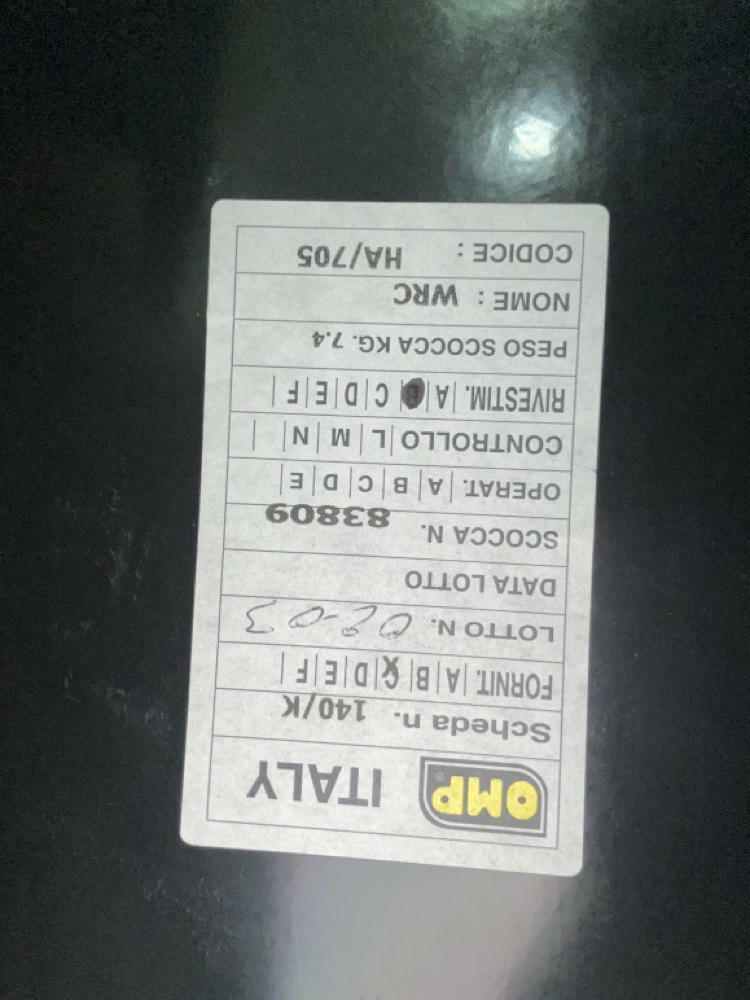 OMP® ITALY
Scheda n. 140/K
FORNIT. A B C D E F
LOTTO N. 02-03
DATA LOTTO
SCOCCA N. 83809
OPERAT. A B C D E
CONTROLLO L M N
RIVESTIM. A B C D E F
PESO SCOCCA KG. 7.4
NOME : WRC
CODICE : HA/705